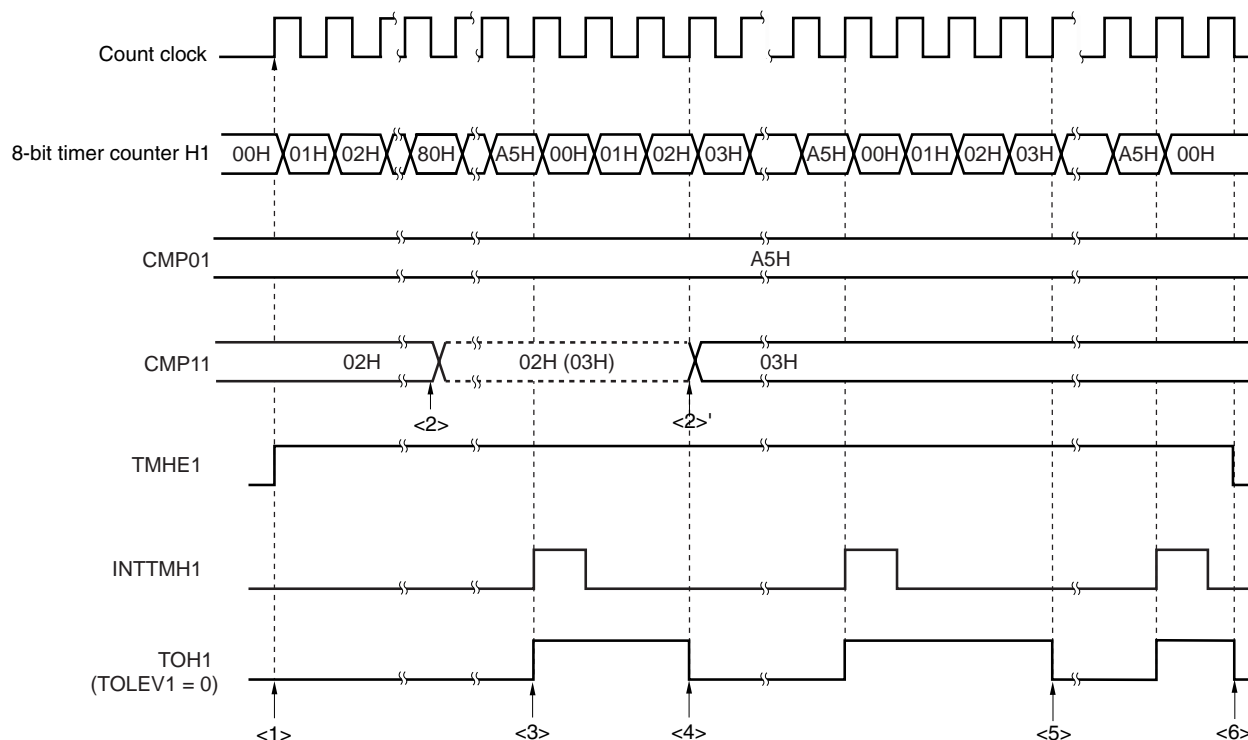 Count clock
8-bit timer counter H1 00H 01H 02H 80H A5H 00H 01H 02H 03H A5H 00H 01H 02H 03H A5H 00H
CMP01 A5H
CMP11 02H 02H (03H) 03H
<2> <2>'
TMHE1
INTTMH1
TOH1
(TOLEV1 = 0)
<1> <3> <4> <5> <6>